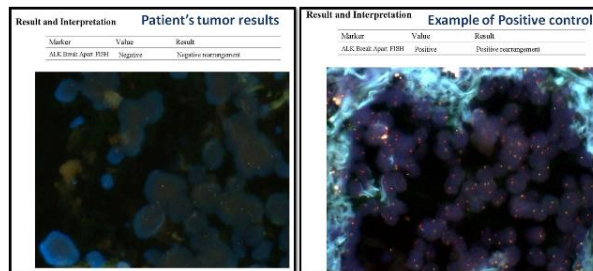 Result and Interpretation
Patient's tumor results
Marker Value Result
ALK Break Apart FISH Negative Negative rearrangement
Result and Interpretation
Example of Positive control
Marker Value Result
ALK Break Apart FISH Positive Positive rearrangement